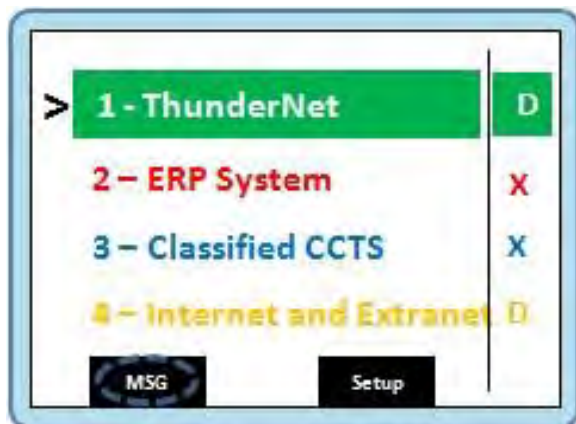 > 1 - ThunderNet D
2 – ERP System X
3 – Classified CCTS X
4 – Internet and Extranet D
MSG Setup